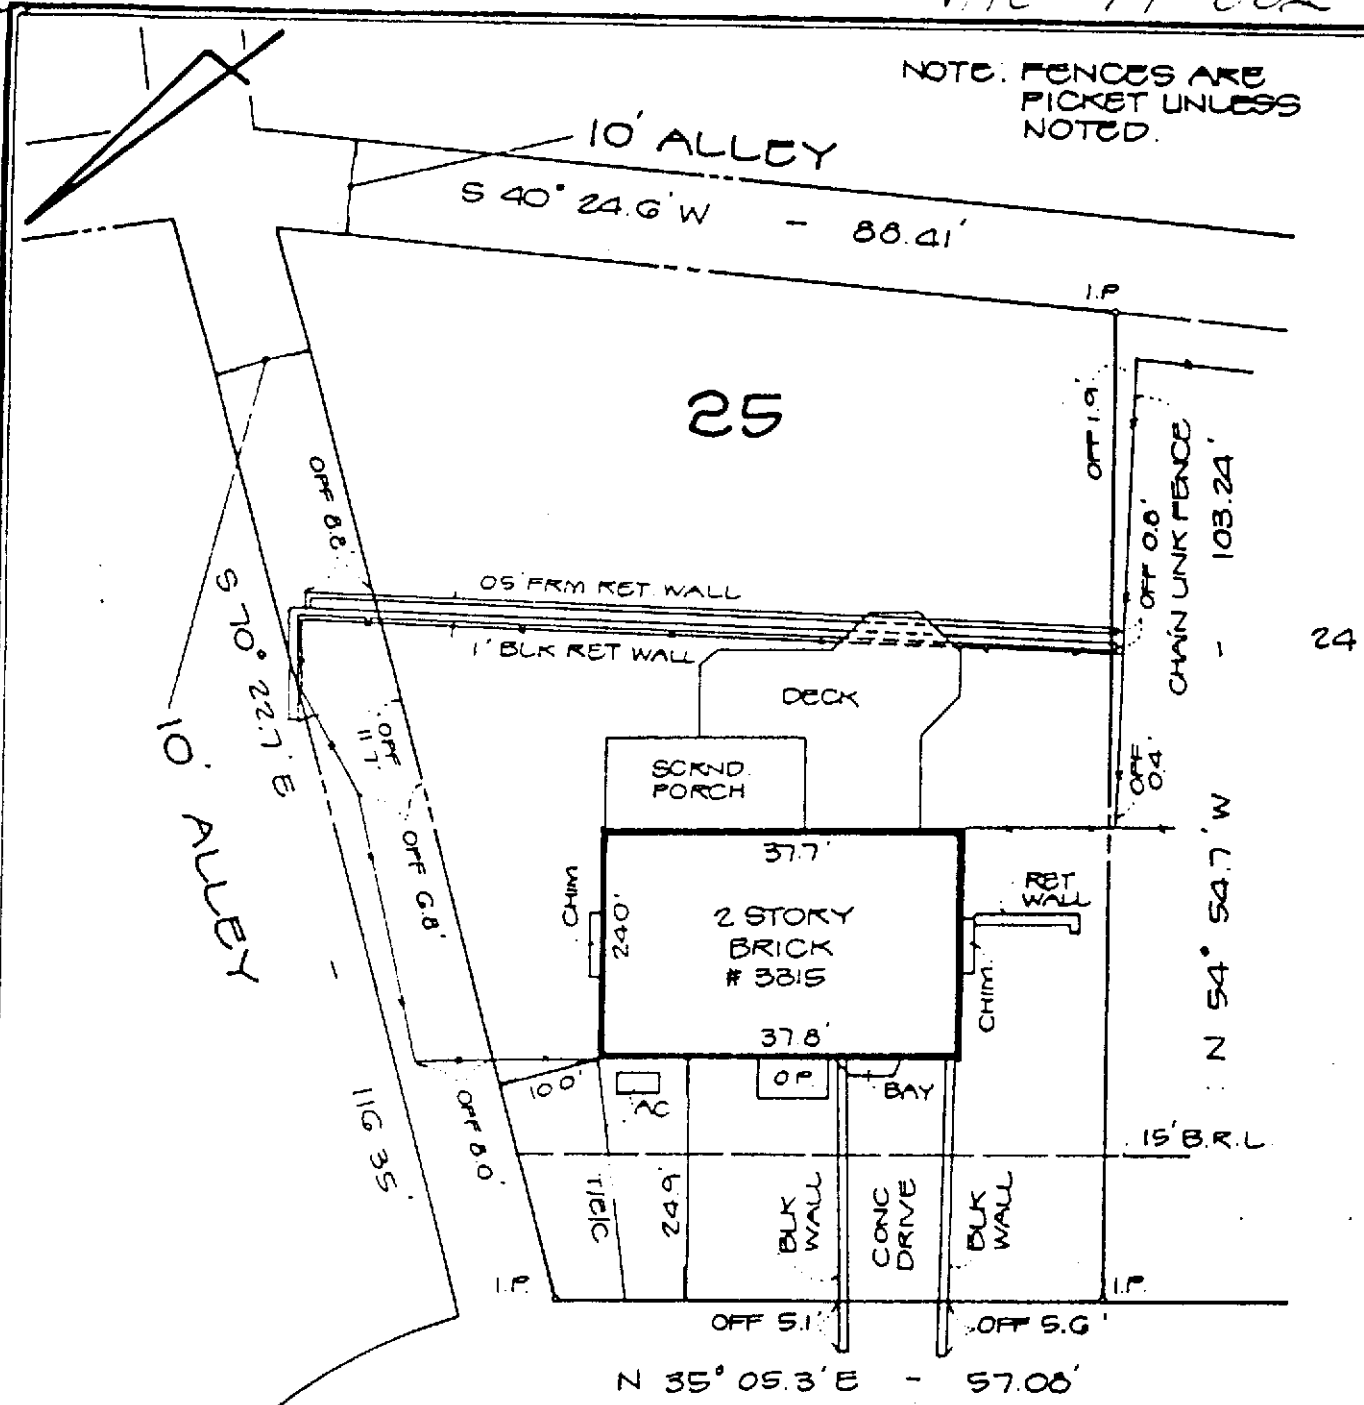 NOTE: FENCES ARE
PICKET UNLESS
NOTED.
10' ALLEY
S 40° 24.6' W - 88.41'
I.P.
25
OFF 1.9'
OFF 8.8'
OFF 0.8'
CHAIN LINK FENCE
N 54° 54.7' W - 103.24'
24
0.5' FRM RET. WALL
1' BLK RET WALL
S 70° 22.7' E - 116.35'
10' ALLEY
DECK
OFF
11.7'
SCRND.
PORCH
OFF
0.4'
OFF 6.8'
37.7'
CHIM
24.0'
2 STORY
BRICK
# 3315
RET
WALL
CHIM.
37.8'
10.0'
AC
O.P.
BAY
OFF 8.0'
15' B.R.L.
T/E/C
24.9'
BLK
WALL
CONC
DRIVE
BLK
WALL
I.P.
I.P.
OFF 5.1'
OFF 5.6'
N 35° 05.3' E - 57.08'